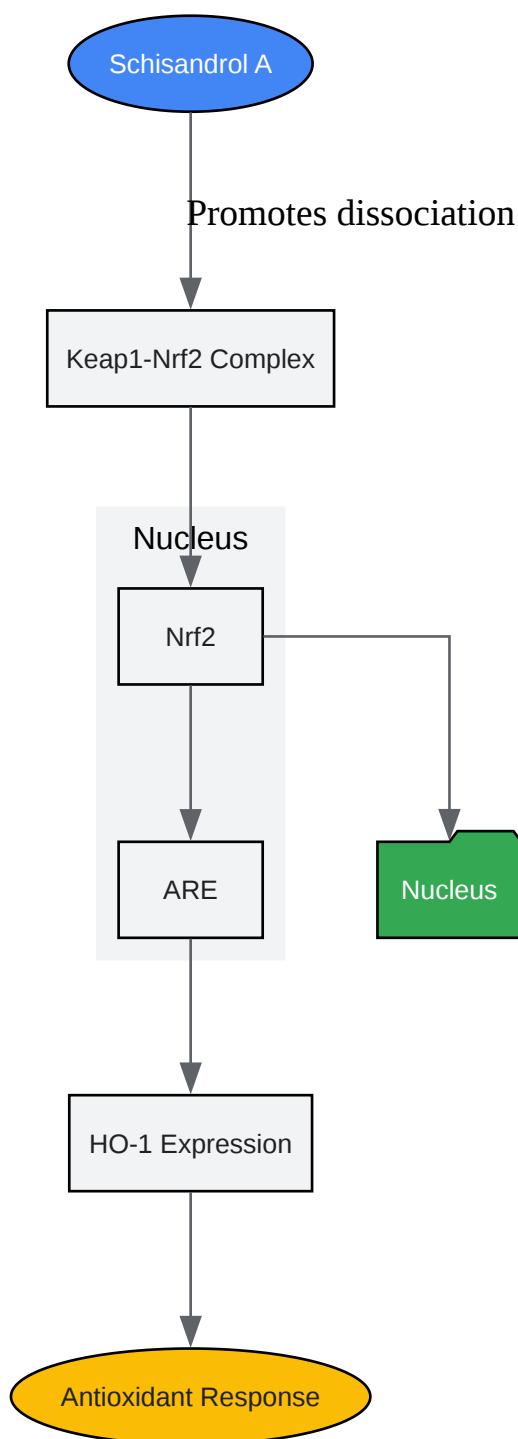 Schisandrol A
Promotes dissociation
Keap1-Nrf2 Complex
Nucleus
Nrf2
ARE
Nucleus
HO-1 Expression
Antioxidant Response